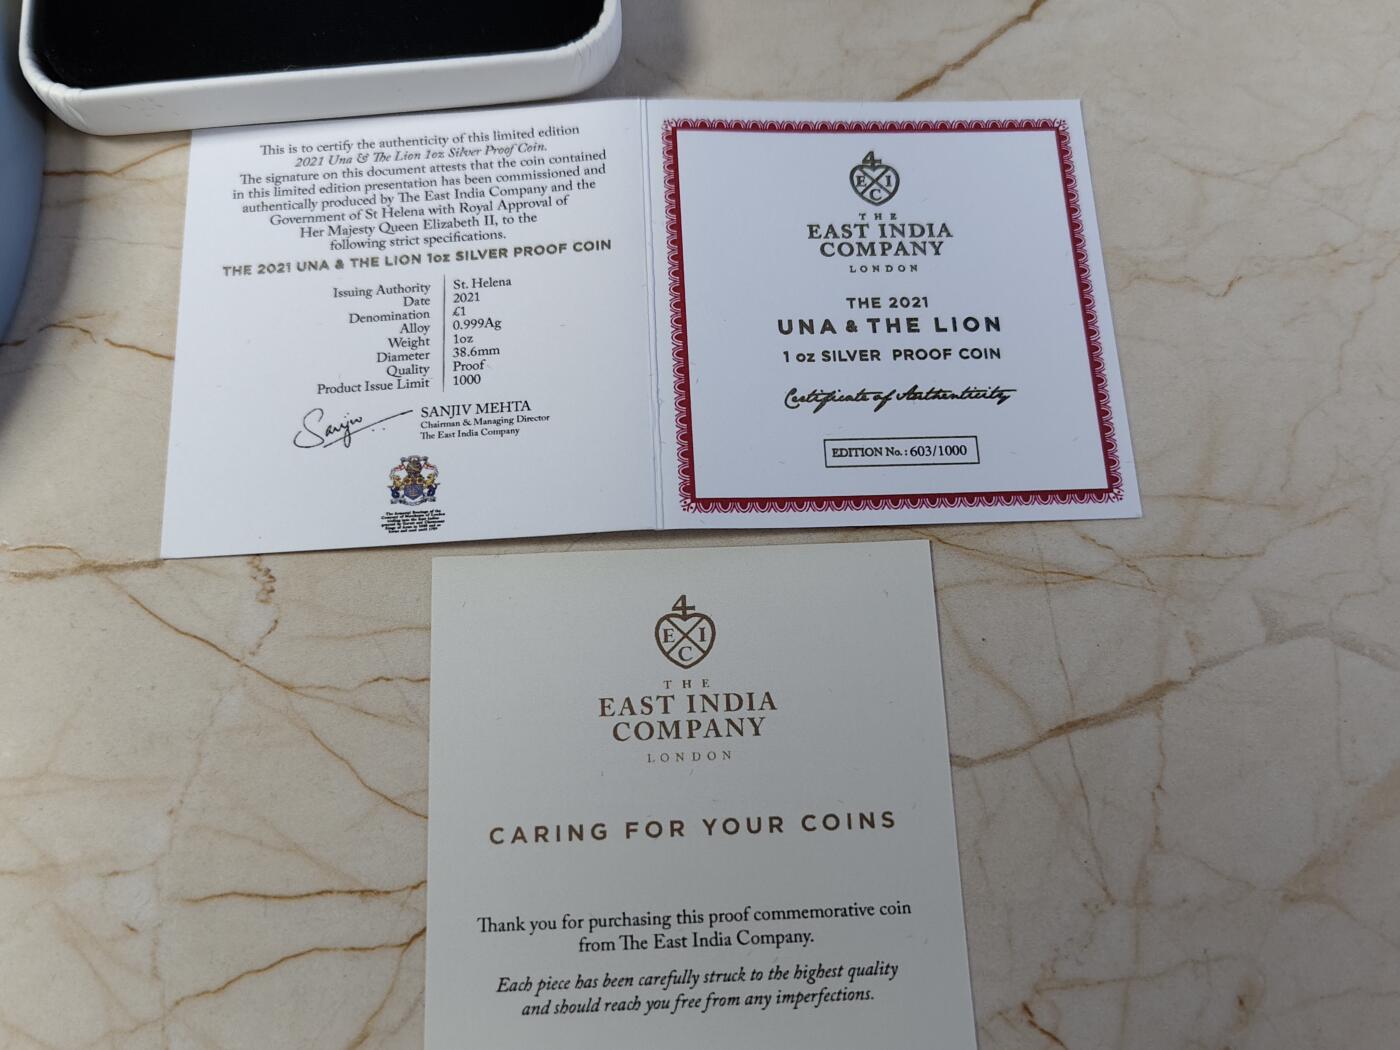 This is to certify the authenticity of this limited edition
2021 Una & The Lion 1oz Silver Proof Coin.
The signature on this document attests that the coin contained
in this limited edition presentation has been commissioned and
authentically produced by The East India Company and the
Government of St Helena with Royal Approval of
Her Majesty Queen Elizabeth II, to the
following strict specifications.
THE 2021 UNA & THE LION 1oz SILVER PROOF COIN
Issuing Authority St. Helena
Date 2021
Denomination £1
Alloy 0.999Ag
Weight 1oz
Diameter 38.6mm
Quality Proof
Product Issue Limit 1000
Sanjiv
SANJIV MEHTA
Chairman & Managing Director
The East India Company
4
E I
C
THE
EAST INDIA
COMPANY
LONDON
THE 2021
UNA & THE LION
1 oz SILVER PROOF COIN
Certificate of Authenticity
EDITION No.: 603/1000
4
E I
C
THE
EAST INDIA
COMPANY
LONDON
CARING FOR YOUR COINS
Thank you for purchasing this proof commemorative coin
from The East India Company.
Each piece has been carefully struck to the highest quality
and should reach you free from any imperfections.